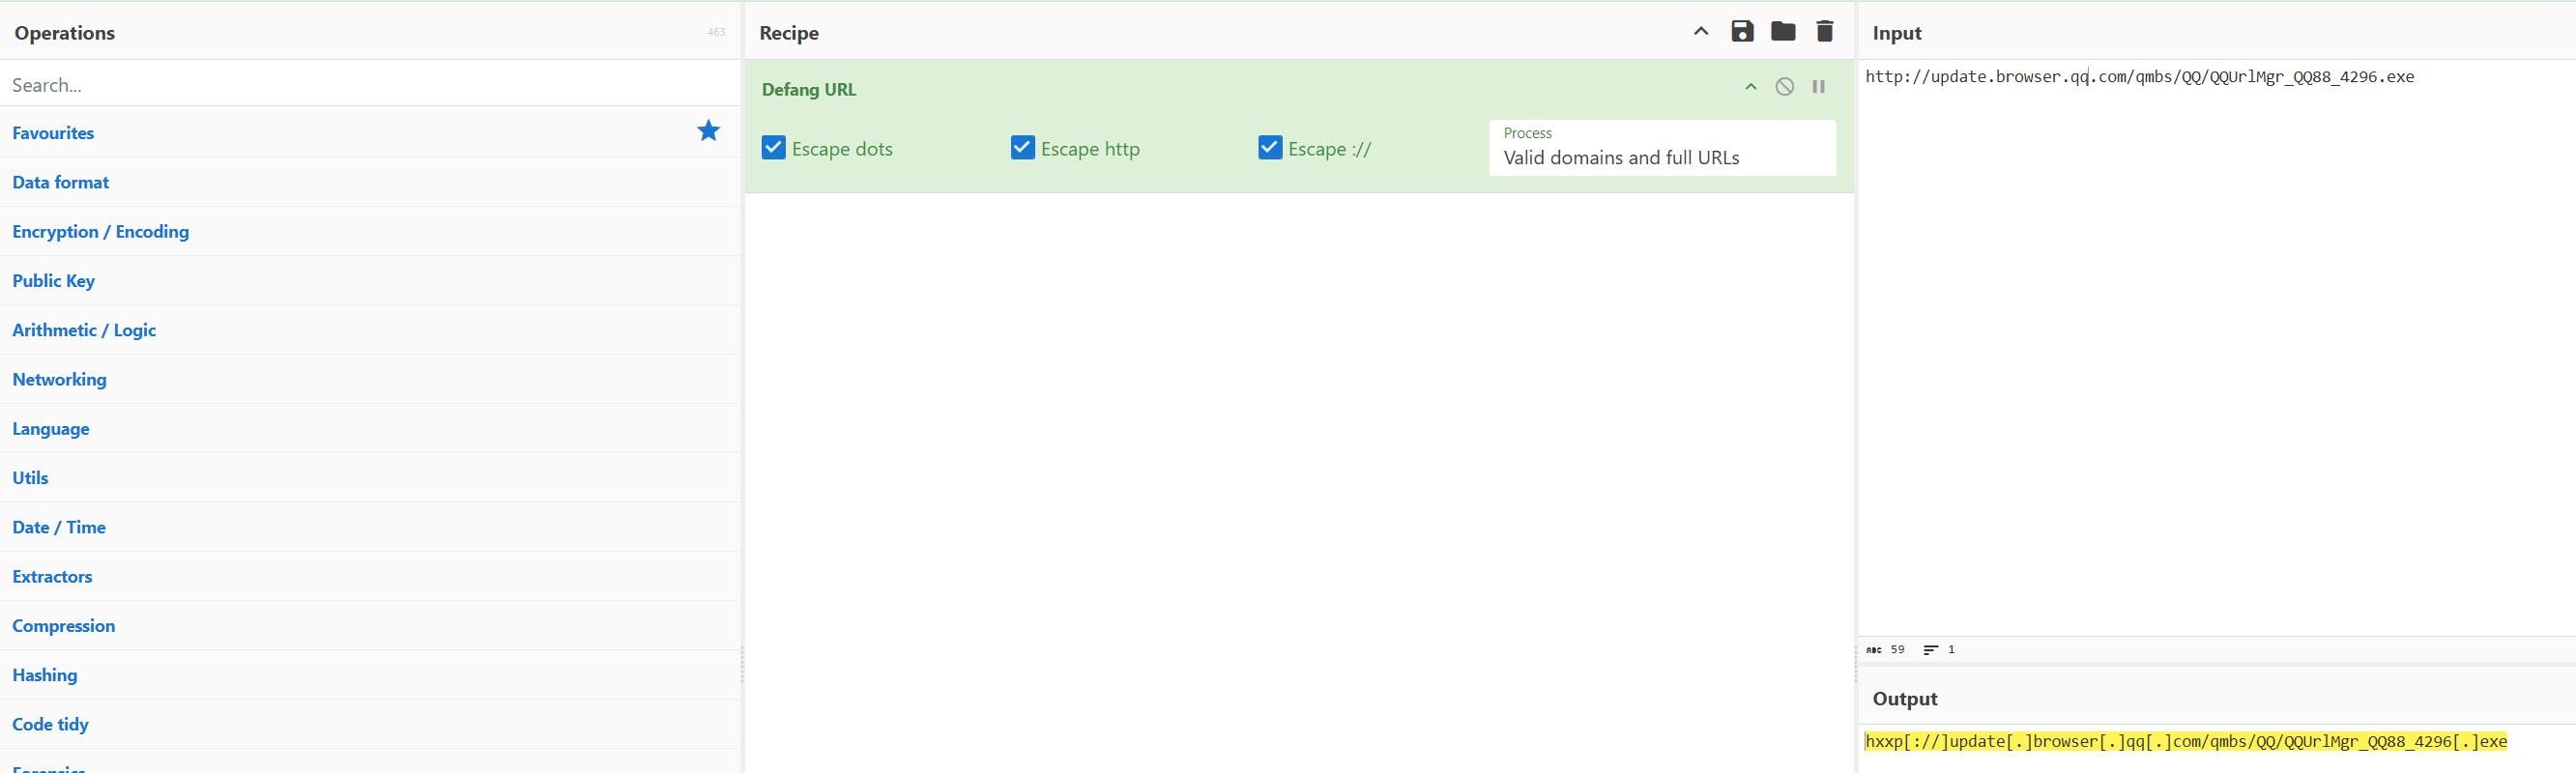 Operations
463
Search...
Favourites
Data format
Encryption / Encoding
Public Key
Arithmetic / Logic
Networking
Language
Utils
Date / Time
Extractors
Compression
Hashing
Code tidy
Forensics
Recipe
Defang URL
Escape dots
Escape http
Escape ://
Process
Valid domains and full URLs
Input
http://update.browser.qq.com/qmbs/QQ/QQUrlMgr_QQ88_4296.exe
ABC 59 1
Output
hxxp[://]update[.]browser[.]qq[.]com/qmbs/QQ/QQUrlMgr_QQ88_4296[.]exe